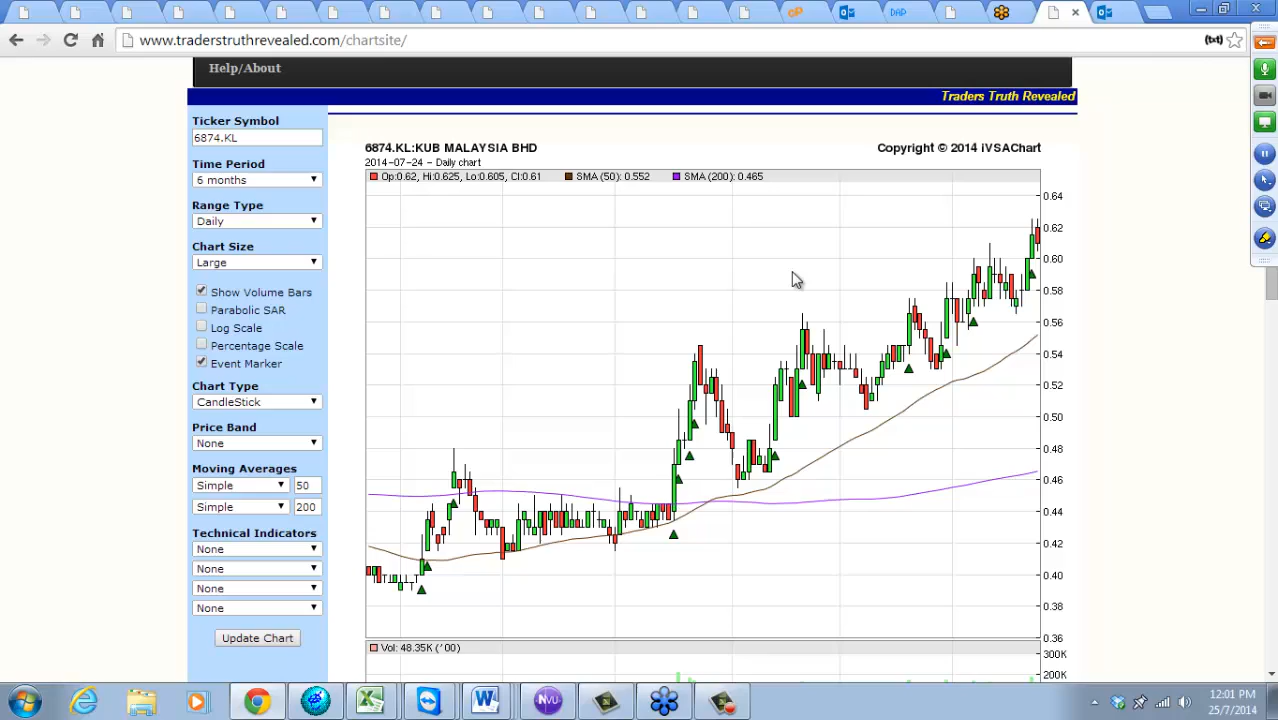 OP
DAP
www.traderstruthrevealed.com/chartsite/
(txt)
Help/About
Traders Truth Revealed
Ticker Symbol
6874.KL
Time Period
6 months
Range Type
Daily
Chart Size
Large
Show Volume Bars
Parabolic SAR
Log Scale
Percentage Scale
Event Marker
Chart Type
CandleStick
Price Band
None
Moving Averages
Simple 50
Simple 200
Technical Indicators
None
None
None
None
Update Chart
6874.KL:KUB MALAYSIA BHD
Copyright © 2014 iVSAChart
2014-07-24 - Daily chart
Op:0.62, Hi:0.625, Lo:0.605, Cl:0.61 SMA (50): 0.552 SMA (200): 0.465
0.64
0.62
0.60
0.58
0.56
0.54
0.52
0.50
0.48
0.46
0.44
0.42
0.40
0.38
0.36
Vol: 48.35K ('00)
300K
200K
12:01 PM
25/7/2014